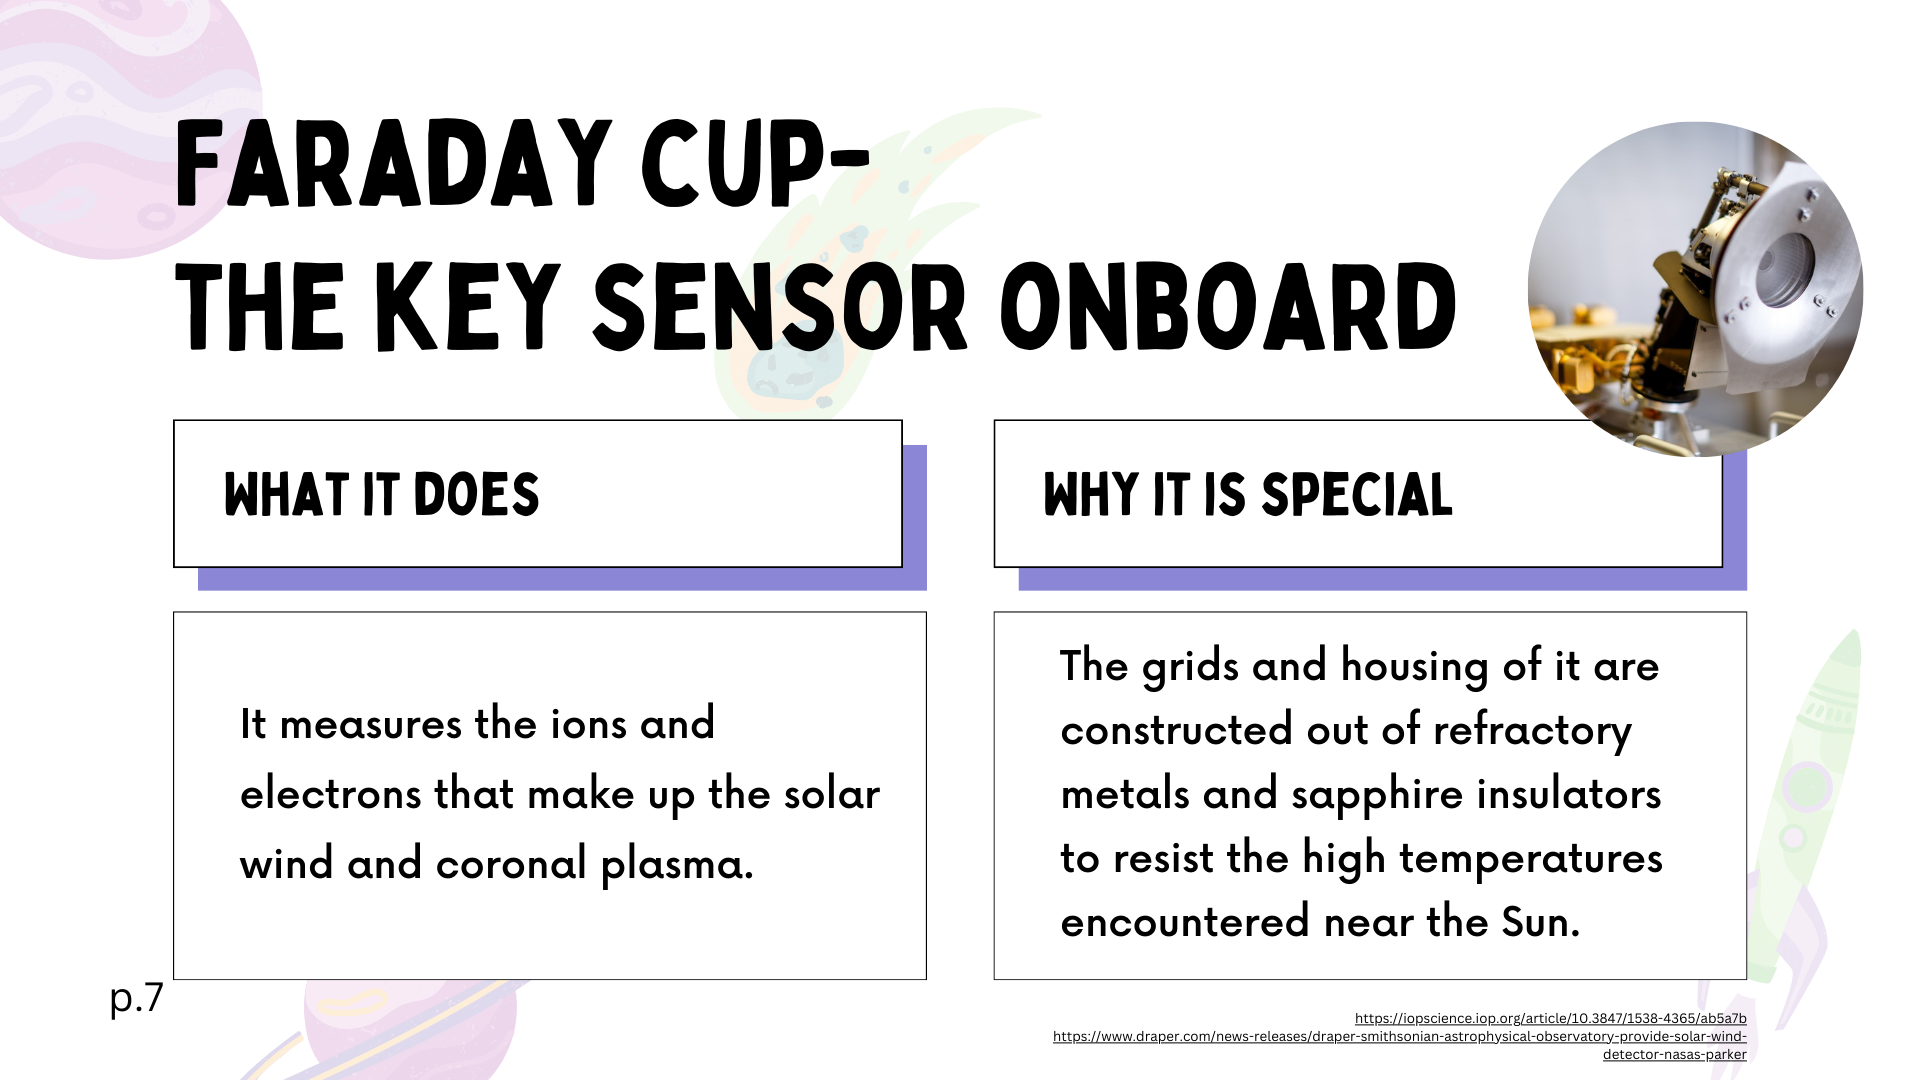 FARADAY CUP-
THE KEY SENSOR ONBOARD
WHAT IT DOES
It measures the ions and
electrons that make up the solar
wind and coronal plasma.
WHY IT IS SPECIAL
The grids and housing of it are
constructed out of refractory
metals and sapphire insulators
to resist the high temperatures
encountered near the Sun.
p.7
https://iopscience.iop.org/article/10.3847/1538-4365/ab5a7b
https://www.draper.com/news-releases/draper-smithsonian-astrophysical-observatory-provide-solar-wind-
detector-nasas-parker